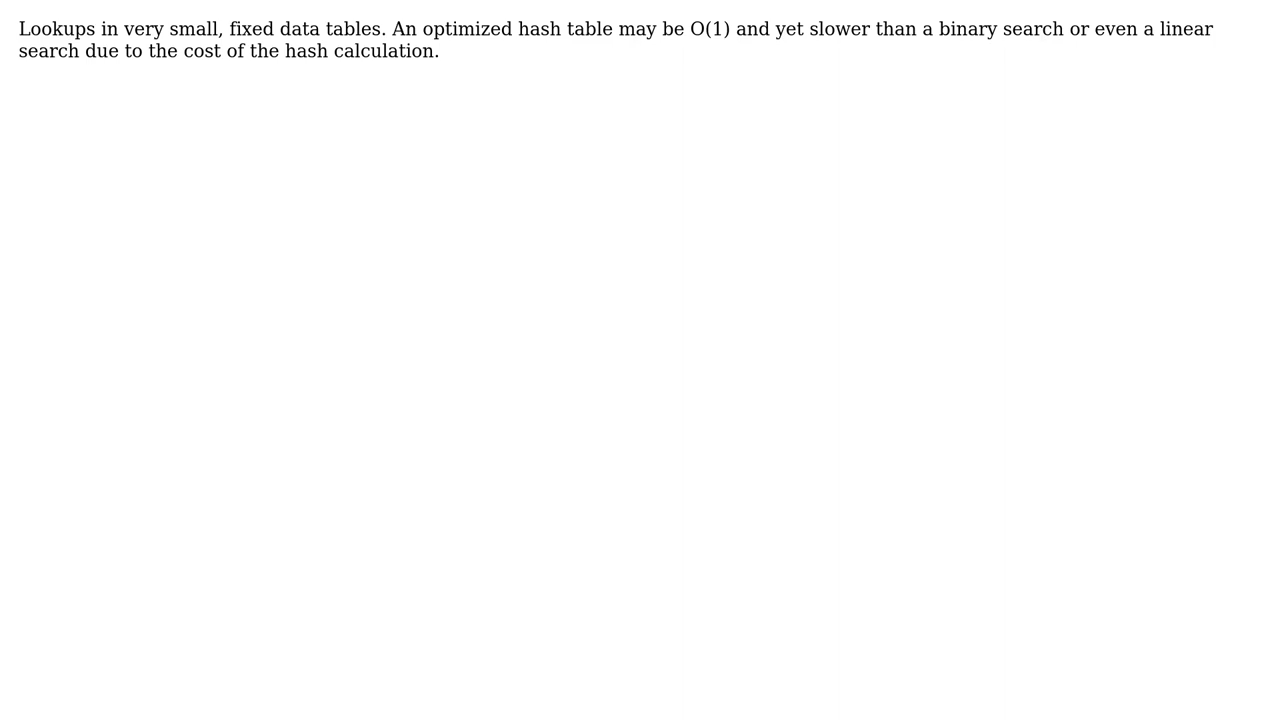 Lookups in very small, fixed data tables. An optimized hash table may be O(1) and yet slower than a binary search or even a linear
search due to the cost of the hash calculation.